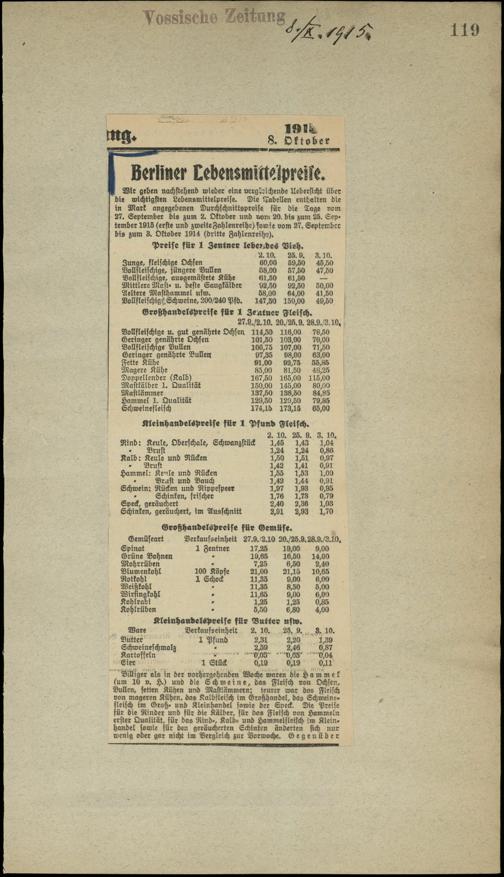 Vossische Zeitung
8./X. 1915.
119
ung.
191
8. Oktober
Berliner Lebensmittelpreise.
Wir geben nachstehend wieder eine vergleichende Uebersicht über
die wichtigsten Lebensmittelpreise. Die Tabellen enthalten die
in Mark angegebenen Durchschnittspreise für die Tage vom
27. September bis zum 2. Oktober und vom 20. bis zum 25. Sep-
tember 1915 (erste und zweite Zahlenreihe) sowie vom 27. September
bis zum 3. Oktober 1914 (dritte Zahlenreihe).
Preise für 1 Zentner lebendes Vieh.
2. 10. 25. 9. 3. 10.
Junge, fleischige Ochsen 60,00 59,50 45,50
Vollfleischige, jüngere Bullen 58,00 57,50 47,50
Vollfleischige, ausgemästete Kühe 61,50 61,50 —
Mittlere Mast- u. beste Saugkälber 92,50 92,50 50,00
Aeltere Masthammel usw. 58,00 64,00 41,50
Vollfleischige Schweine, 200/240 Pfd. 147,50 150,00 49,50
Großhandelspreise für 1 Zentner Fleisch.
27.9./2.10. 20./25.9. 28.9./3.10.
Vollfleischige u. gut genährte Ochsen 114,50 116,00 76,50
Geringer genährte Ochsen 101,50 103,00 70,00
Vollfleischige Bullen 106,75 107,00 71,50
Geringer genährte Bullen 97,35 98,00 63,00
Fette Kühe 91,00 92,75 55,85
Magere Kühe 85,00 81,50 46,25
Doppellender (Kalb) 167,50 165,00 115,00
Mastkälber 1. Qualität 150,00 145,00 80,00
Mastlämmer 137,50 138,50 84,85
Hammel 1. Qualität 129,50 129,50 79,85
Schweinefleisch 174,15 173,15 65,00
Kleinhandelspreise für 1 Pfund Fleisch.
2. 10. 25. 9. 3. 10.
Rind: Keule, Oberschale, Schwanzstück 1,45 1,43 1,04
" Brust 1,24 1,24 0,86
Kalb: Keule und Rücken 1,50 1,51 0,97
" Brust 1,42 1,41 0,91
Hammel: Keule und Rücken 1,55 1,53 1,00
" Brust und Bauch 1,43 1,44 0,91
Schwein: Rücken und Rippespeer 1,97 1,93 0,95
" Schinken, frischer 1,76 1,73 0,79
Speck, geräuchert 2,40 2,36 1,03
Schinken, geräuchert, im Ausschnitt 2,91 2,93 1,70
Großhandelspreise für Gemüse.
Gemüseart Verkaufseinheit 27.9./2.10 20./25.9. 28.9./3.10.
Spinat 1 Zentner 17,25 19,00 9,00
Grüne Bohnen " 19,65 16,50 14,00
Mohrrüben " 7,25 6,50 2,40
Blumenkohl 100 Köpfe 21,00 21,15 10,65
Rotkohl 1 Schock 11,35 9,00 6,00
Weißkohl " 11,35 8,50 5,00
Wirsingkohl " 11,65 9,00 6,00
Kohlrabi " 1,25 1,25 0,85
Kohlrüben " 5,50 6,80 4,00
Kleinhandelspreise für Butter usw.
Ware Verkaufseinheit 2. 10. 25. 9. 3. 10.
Butter 1 Pfund 2,31 2,20 1,39
Schweineschmalz " 2,59 2,46 0,87
Kartoffeln " 0,05 0,05 0,04
Eier 1 Stück 0,19 0,19 0,11
Billiger als in der vorhergehenden Woche waren die Hammel
(um 10 v. H.) und die Schweine, das Fleisch von Ochsen,
Bullen, fetten Kühen und Mastlämmern; teurer war das Fleisch
von mageren Kühen, das Kalbfleisch im Großhandel, das Schweine-
fleisch im Groß- und Kleinhandel sowie der Speck. Die Preise
für die Rinder und für die Kälber, für das Fleisch von Hammeln
erster Qualität, für das Rind-, Kalb- und Hammelfleisch im Klein-
handel sowie für den geräucherten Schinken änderten sich nur
wenig oder gar nicht im Vergleich zur Vorwoche. Gegenüber